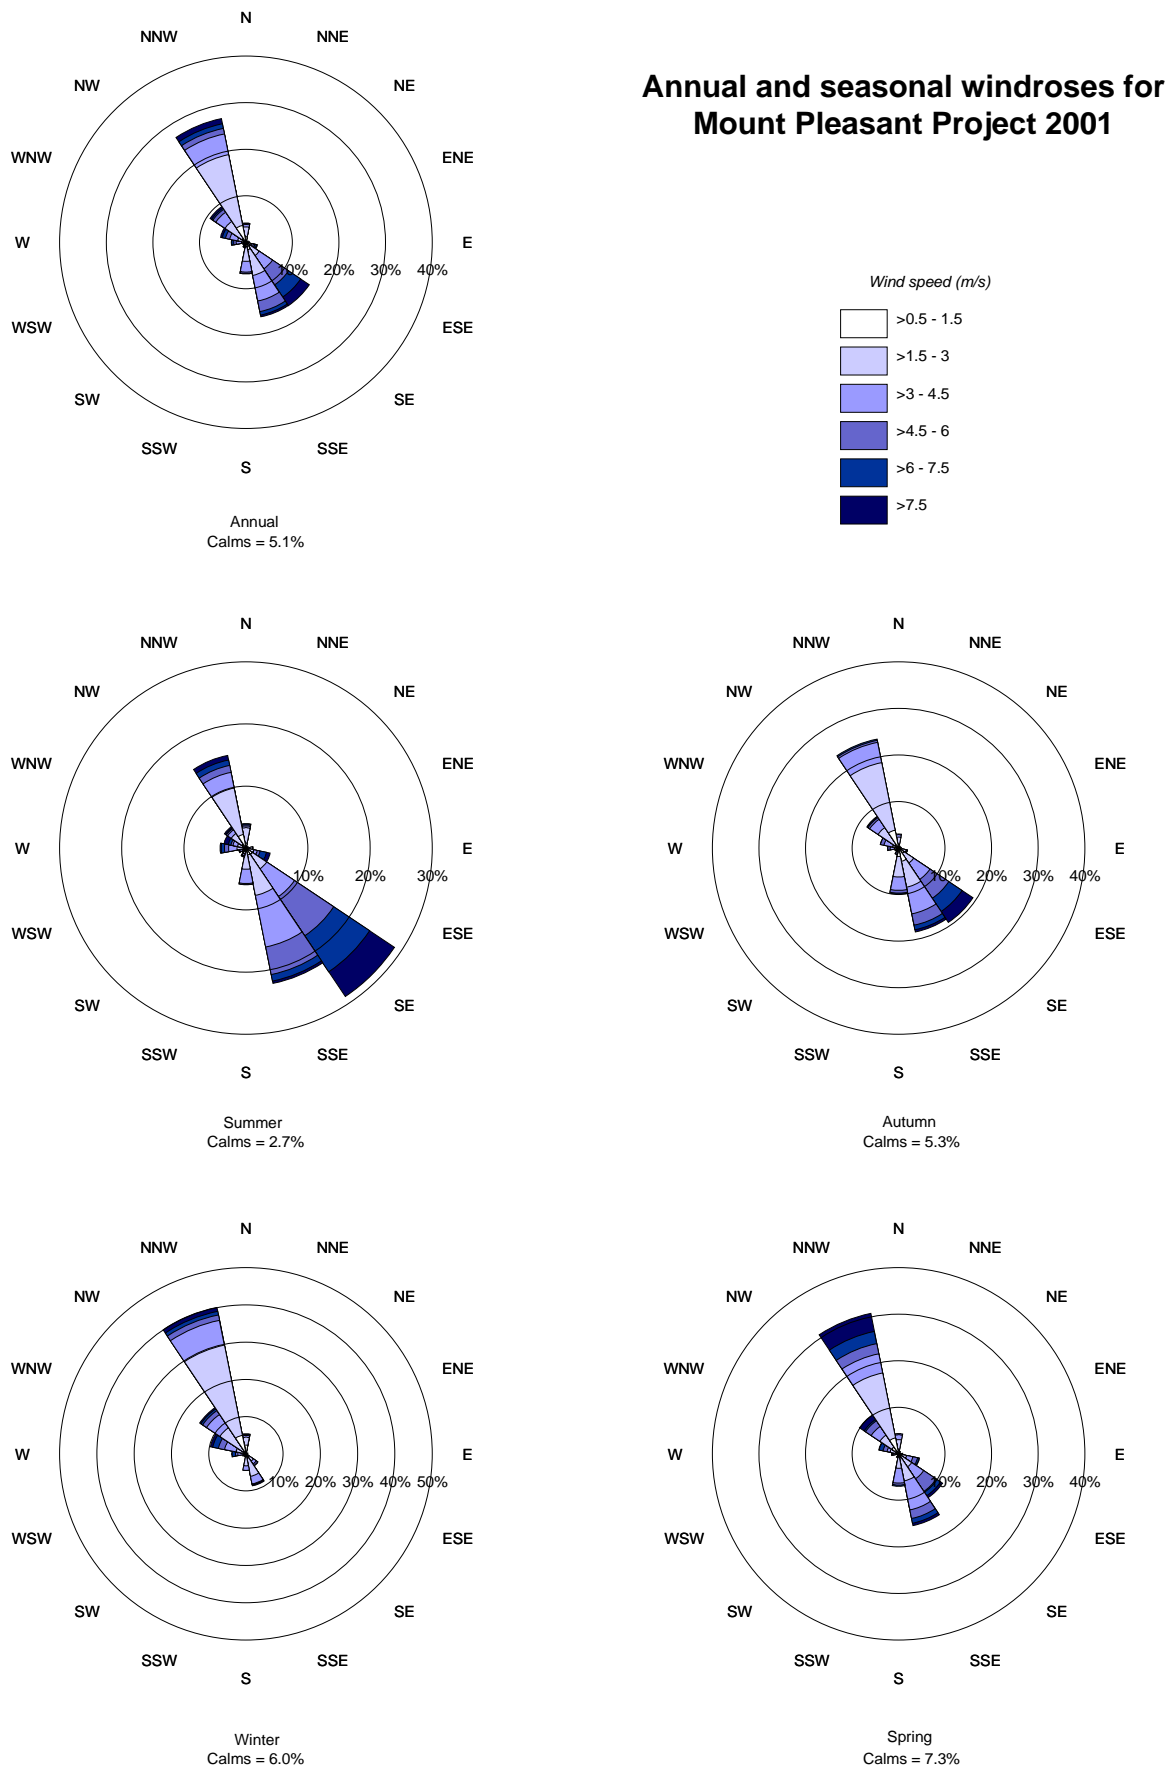 Annual and seasonal windroses for
Mount Pleasant Project 2001
N
NNW
NNE
NW
NE
WNW
ENE
W
E
10% 20% 30% 40%
WSW
ESE
SW
SE
SSW
SSE
S
Annual
Calms = 5.1%
Wind speed (m/s)
>0.5 - 1.5
>1.5 - 3
>3 - 4.5
>4.5 - 6
>6 - 7.5
>7.5
N
NNW
NNE
NW
NE
WNW
ENE
W
E
10% 20% 30%
WSW
ESE
SW
SE
SSW
SSE
S
Summer
Calms = 2.7%
N
NNW
NNE
NW
NE
WNW
ENE
W
E
10% 20% 30% 40%
WSW
ESE
SW
SE
SSW
SSE
S
Autumn
Calms = 5.3%
N
NNW
NNE
NW
NE
WNW
ENE
W
E
10% 20% 30% 40% 50%
WSW
ESE
SW
SE
SSW
SSE
S
Winter
Calms = 6.0%
N
NNW
NNE
NW
NE
WNW
ENE
W
E
10% 20% 30% 40%
WSW
ESE
SW
SE
SSW
SSE
S
Spring
Calms = 7.3%